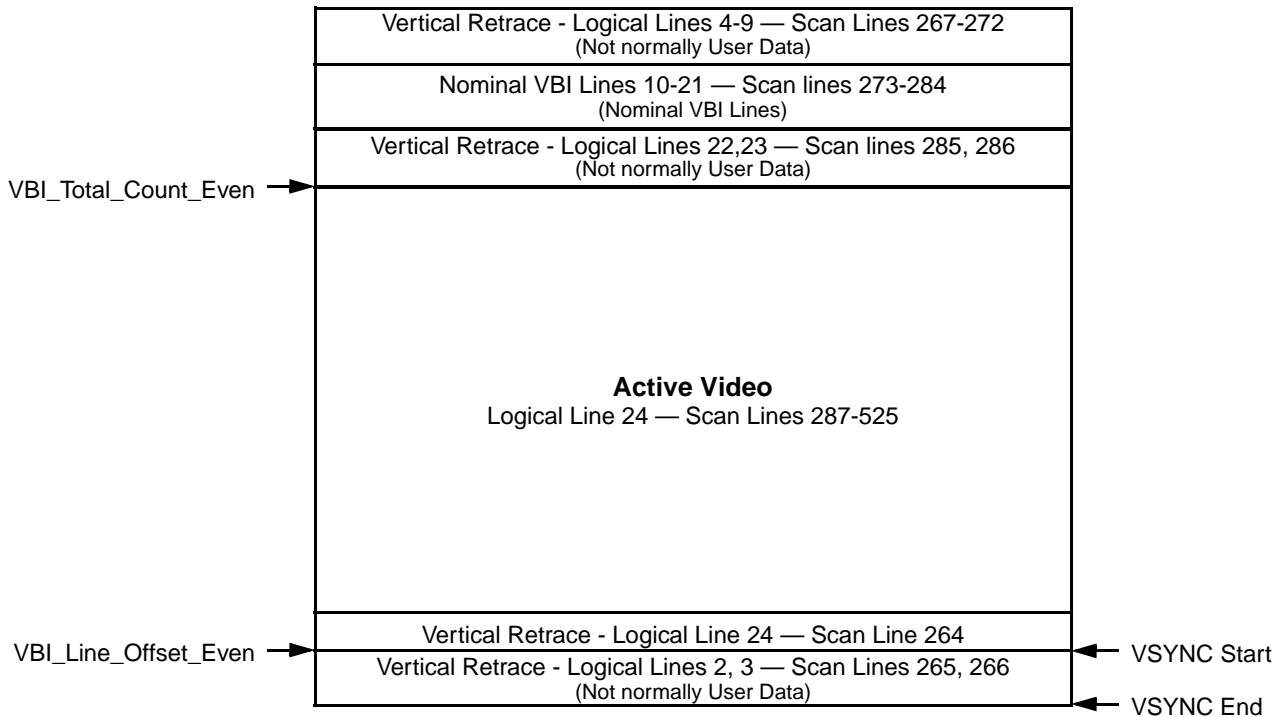 Vertical Retrace - Logical Lines 4-9 — Scan Lines 267-272
(Not normally User Data)
Nominal VBI Lines 10-21 — Scan lines 273-284
(Nominal VBI Lines)
Vertical Retrace - Logical Lines 22,23 — Scan lines 285, 286
(Not normally User Data)
VBI_Total_Count_Even
Active Video
Logical Line 24 — Scan Lines 287-525
Vertical Retrace - Logical Line 24 — Scan Line 264
VBI_Line_Offset_Even
VSYNC Start
Vertical Retrace - Logical Lines 2, 3 — Scan Lines 265, 266
(Not normally User Data)
VSYNC End